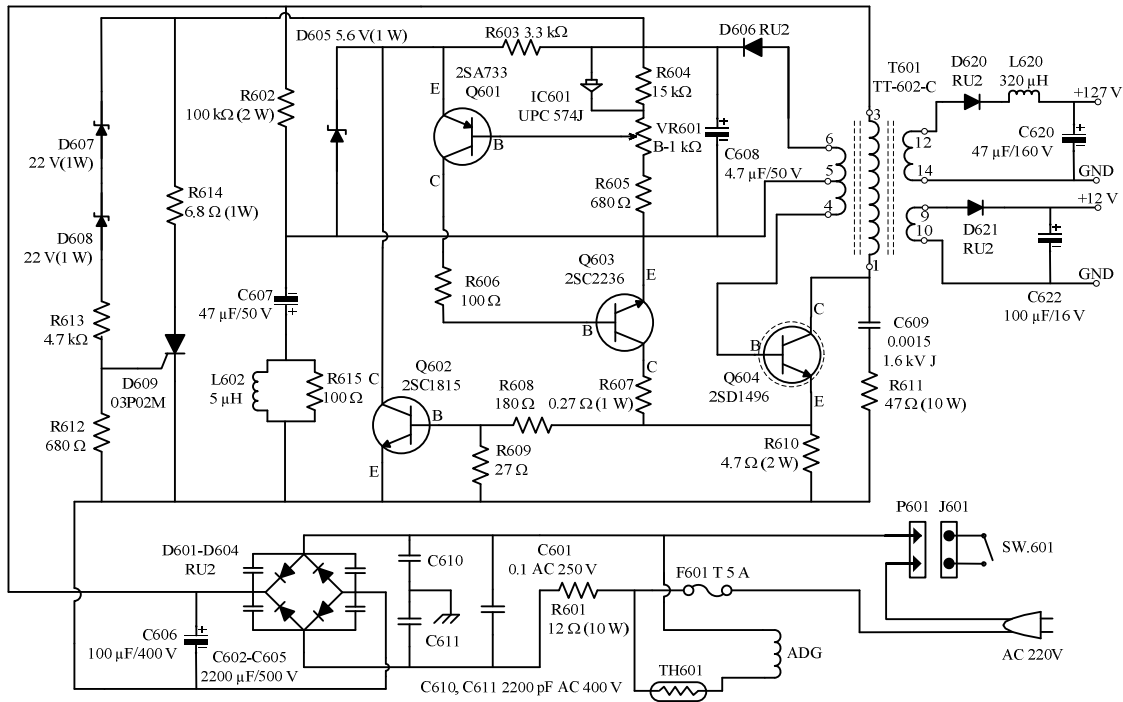 D605 5.6 V(1 W)
R603 3.3 kΩ
D606 RU2
2SA733
Q601
E
B
C
IC601
UPC 574J
R604
15 kΩ
VR601
B-1 kΩ
R605
680 Ω
C608
4.7 µF/50 V
+
6
5
4
T601
TT-602-C
3
1
D620
RU2
L620
320 µH
+127 V
12
14
C620
47 µF/160 V
+
GND
+12 V
9
10
D621
RU2
+
GND
C622
100 µF/16 V
R602
100 kΩ (2 W)
D607
22 V(1W)
R614
6.8 Ω (1W)
D608
22 V(1 W)
R613
4.7 kΩ
D609
03P02M
R612
680 Ω
C607
47 µF/50 V
+
L602
5 µH
R615
100 Ω
R606
100 Ω
Q603
2SC2236
E
B
C
Q602
2SC1815
C
B
E
R608
180 Ω
R607
0.27 Ω (1 W)
R609
27 Ω
Q604
2SD1496
B
C
E
R610
4.7 Ω (2 W)
C609
0.0015
1.6 kV J
R611
47 Ω (10 W)
P601
J601
SW.601
D601-D604
RU2
C610
C611
C601
0.1 AC 250 V
R601
12 Ω (10 W)
F601 T 5 A
C606
100 µF/400 V
+
C602-C605
2200 µF/500 V
C610, C611 2200 pF AC 400 V
TH601
ADG
AC 220V